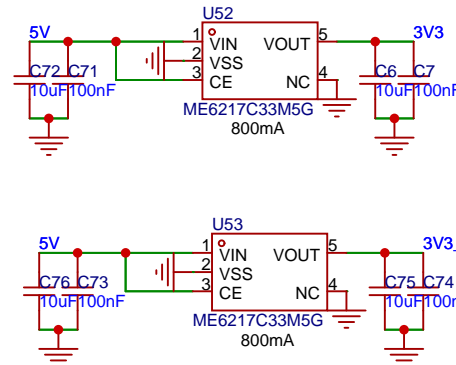 U52
5V
1 VIN VOUT 5 3V3
2 VSS
3 CE NC 4
C72 C71
10uF 100nF
C6 C7
10uF 100nF
ME6217C33M5G
800mA
U53
5V
1 VIN VOUT 5 3V3_
2 VSS
3 CE NC 4
C76 C73
10uF 100nF
C75 C74
10uF 100n
ME6217C33M5G
800mA